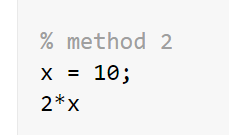 % method 2
x = 10;
2*x